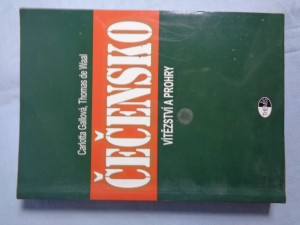 Carlotta Gallová, Thomas de Waal
ČEČENSKO
VÍTĚZSTVÍ A PROHRY